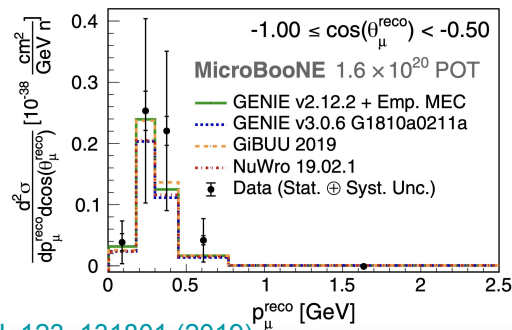 -1.00 ≤ cos(θ_μ^reco) < -0.50
MicroBooNE 1.6 × 10^20 POT
GENIE v2.12.2 + Emp. MEC
GENIE v3.0.6 G1810a0211a
GiBUU 2019
NuWro 19.02.1
Data (Stat. ⊕ Syst. Unc.)
d²σ / dp_μ^reco dcos(θ_μ^reco) [10^-38 cm² / GeV n]
0.4
0.3
0.2
0.1
0
0 0.5 1 1.5 2 2.5
p_μ^reco [GeV]
123, 131801 (2019)